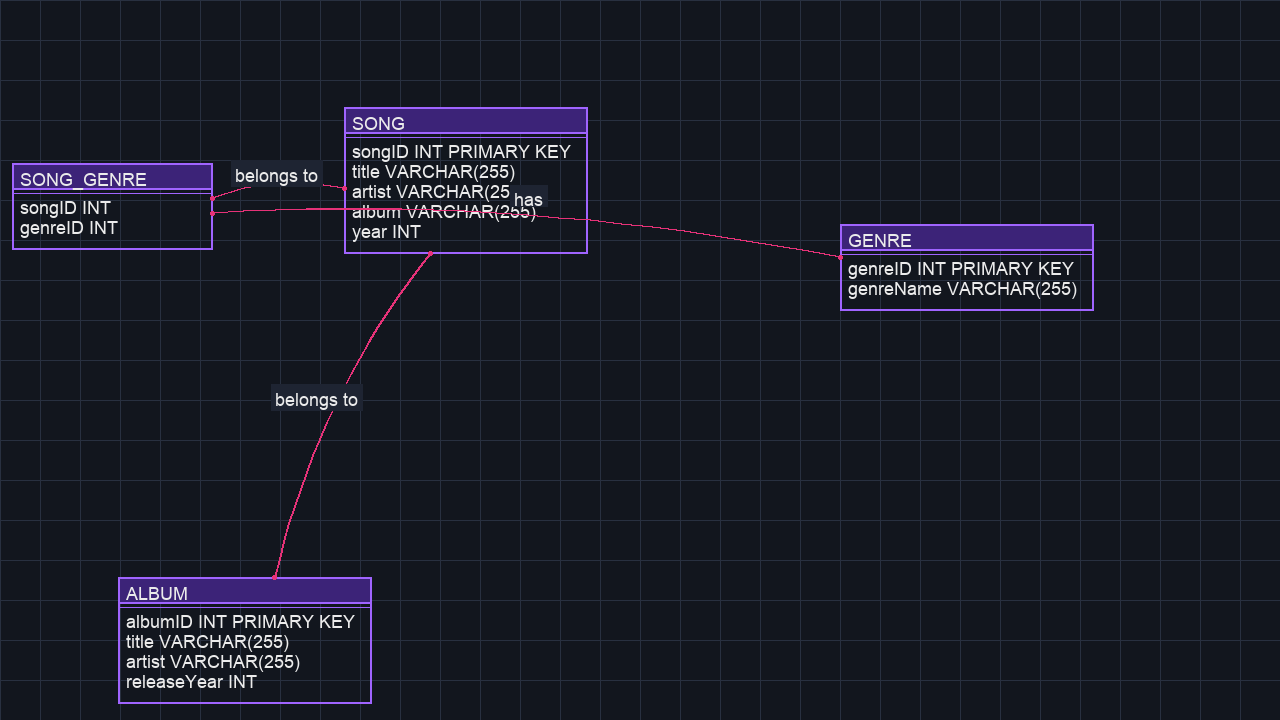 SONG
songID INT PRIMARY KEY
title VARCHAR(255)
artist VARCHAR(25
album VARCHAR(255)
year INT
belongs to
has
SONG_GENRE
songID INT
genreID INT
GENRE
genreID INT PRIMARY KEY
genreName VARCHAR(255)
belongs to
ALBUM
albumID INT PRIMARY KEY
title VARCHAR(255)
artist VARCHAR(255)
releaseYear INT